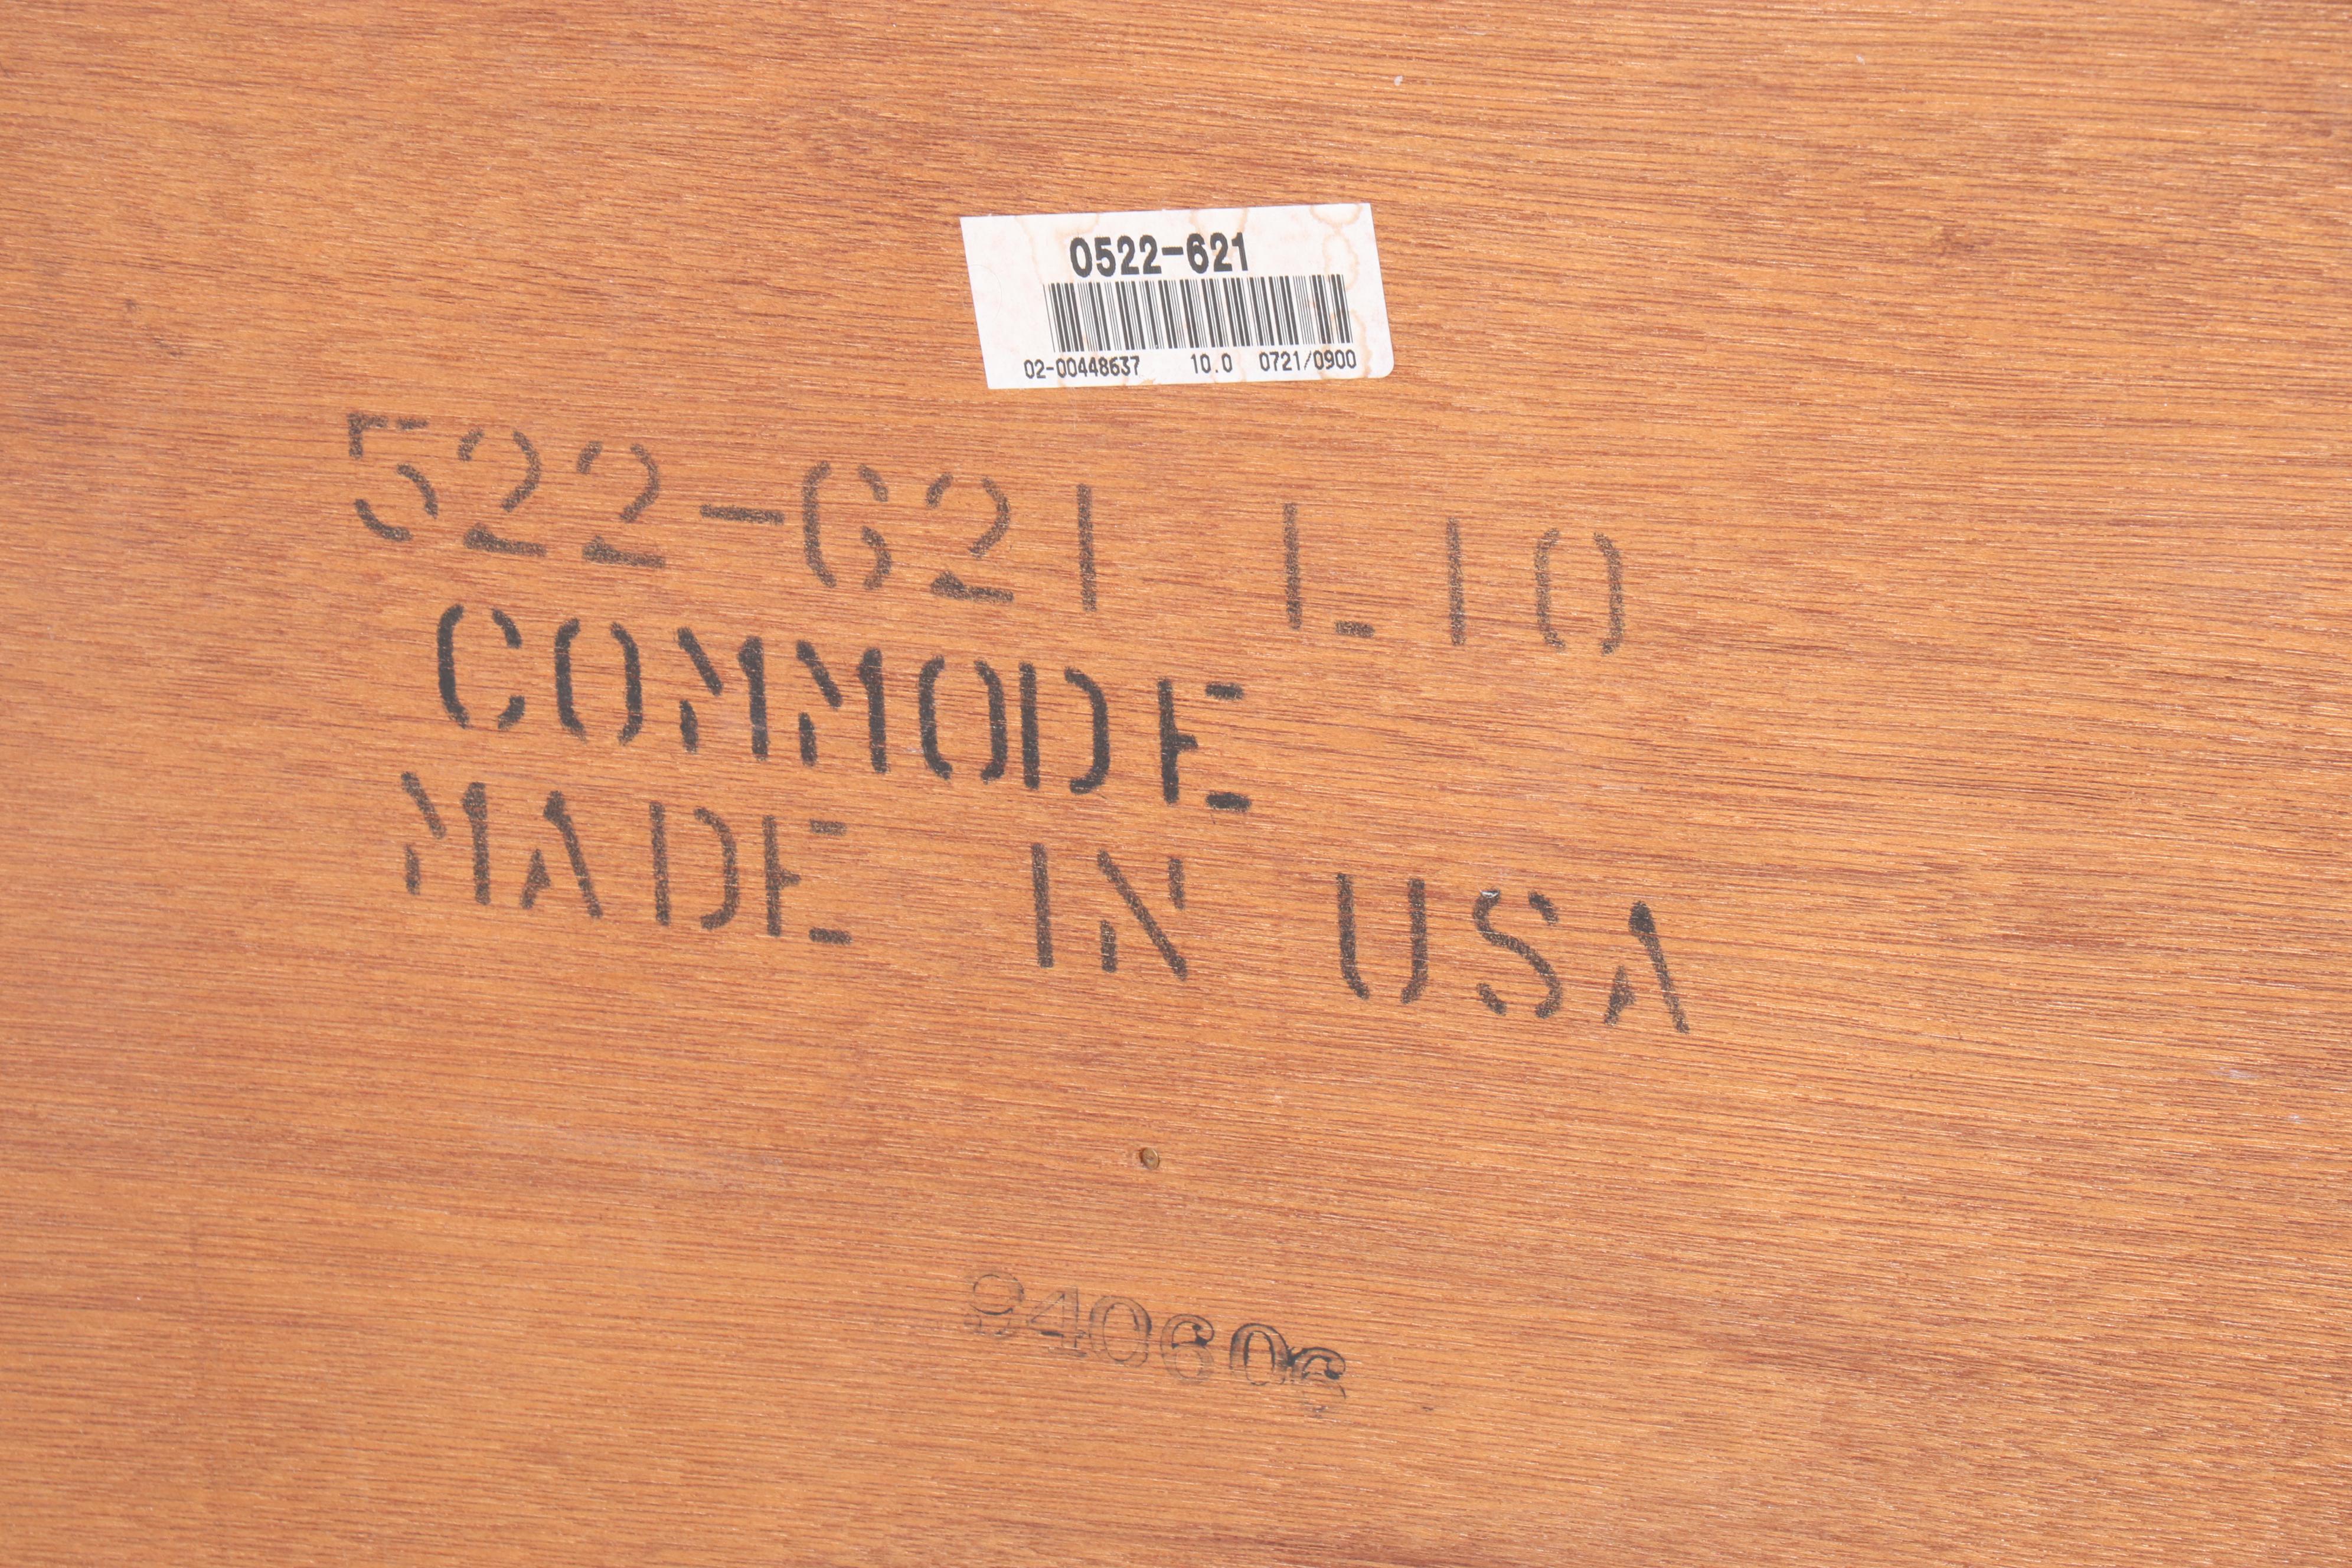 0522-621
02-00448637 10.0 0721/0900
522-621 L10
COMMODE
MADE IN USA
940606